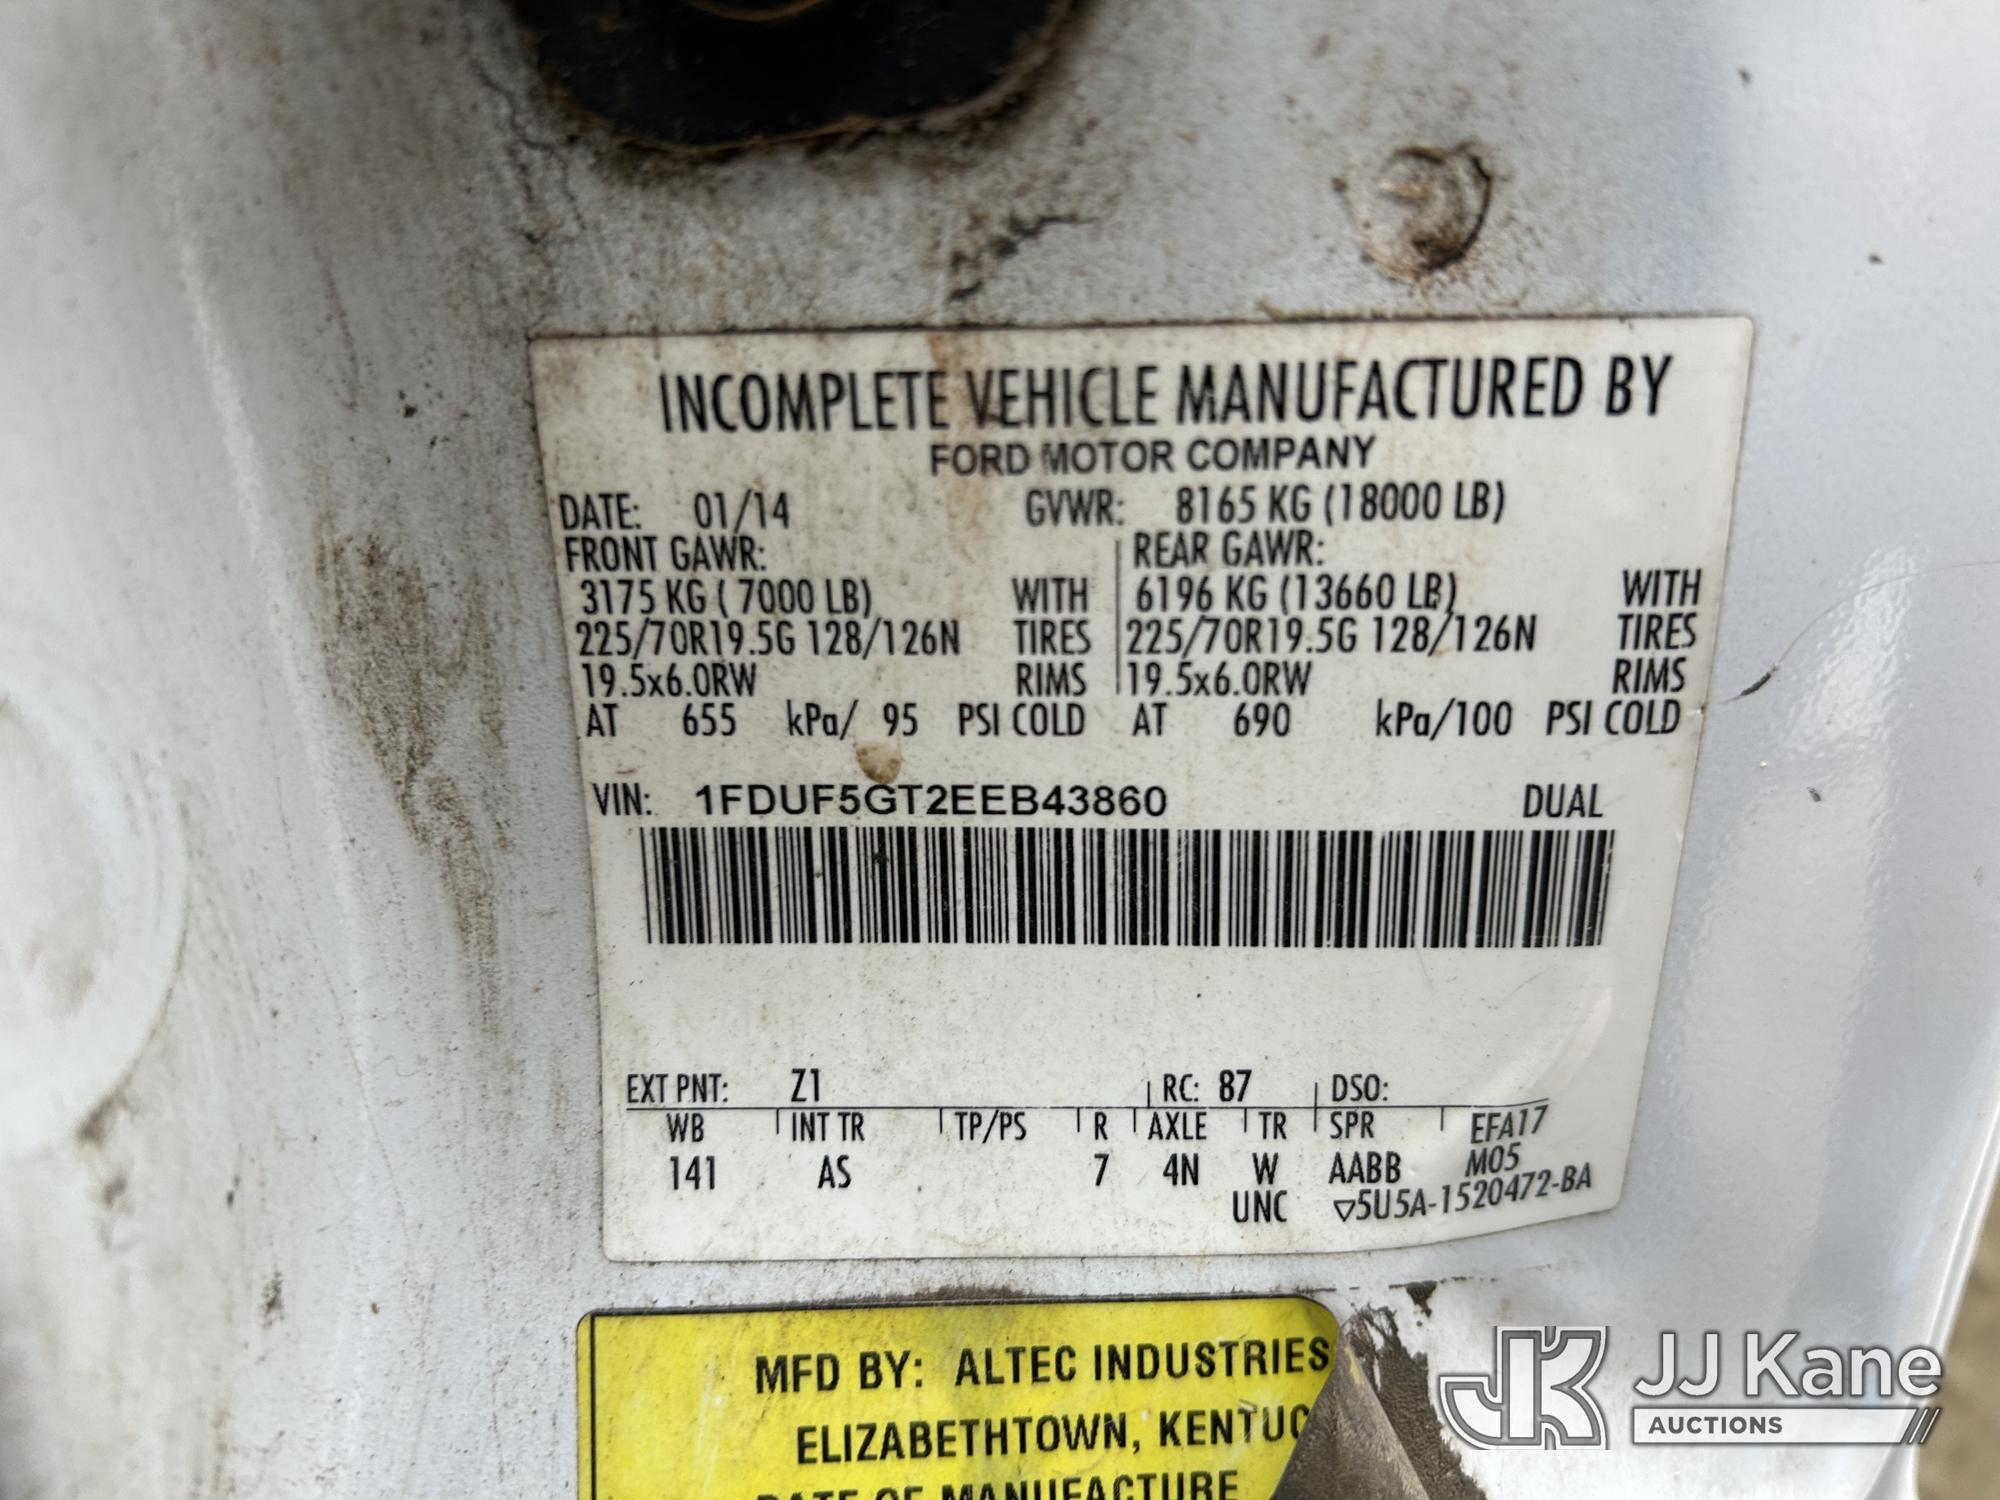 INCOMPLETE VEHICLE MANUFACTURED BY
FORD MOTOR COMPANY
DATE: 01/14 GVWR: 8165 KG (18000 LB)
FRONT GAWR: REAR GAWR:
3175 KG ( 7000 LB) WITH 6196 KG (13660 LB) WITH
225/70R19.5G 128/126N TIRES 225/70R19.5G 128/126N TIRES
19.5x6.0RW RIMS 19.5x6.0RW RIMS
AT 655 kPa/ 95 PSI COLD AT 690 kPa/100 PSI COLD
VIN: 1FDUF5GT2EEB43860 DUAL
EXT PNT: Z1 RC: 87 DSO:
WB INT TR TP/PS R AXLE TR SPR EFA17
141 AS 7 4N W AABB M05
UNC ▽5U5A-1520472-BA
MFD BY: ALTEC INDUSTRIES
ELIZABETHTOWN, KENTUC
DATE OF MANUFACTURE
JK JJ Kane
AUCTIONS